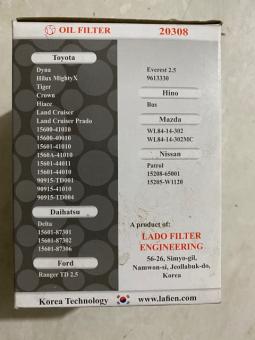 OIL FILTER 20308
Toyota
Dyna
Hilux MightyX
Tiger
Crown
Hiace
Land Cruiser
Land Cruiser Prado
15600-41010
15600-40010
15601-41010
1568A-41010
15601-44011
15601-44010
90915-TD001
90915-41010
90915-TD004
Daihatsu
Delta
15601-87301
15601-87302
15601-87306
Ford
Ranger TD 2.5
Everest 2.5
9613330
Hino
Bus
Mazda
WL84-14-302
WL84-14-302MC
Nissan
Patrol
15208-65001
15205-W1120
A product of:
LADO FILTER
ENGINEERING
56-26, Simyo-gil,
Namwon-si, Jeollabuk-do,
Korea
Korea Technology www.lafien.com